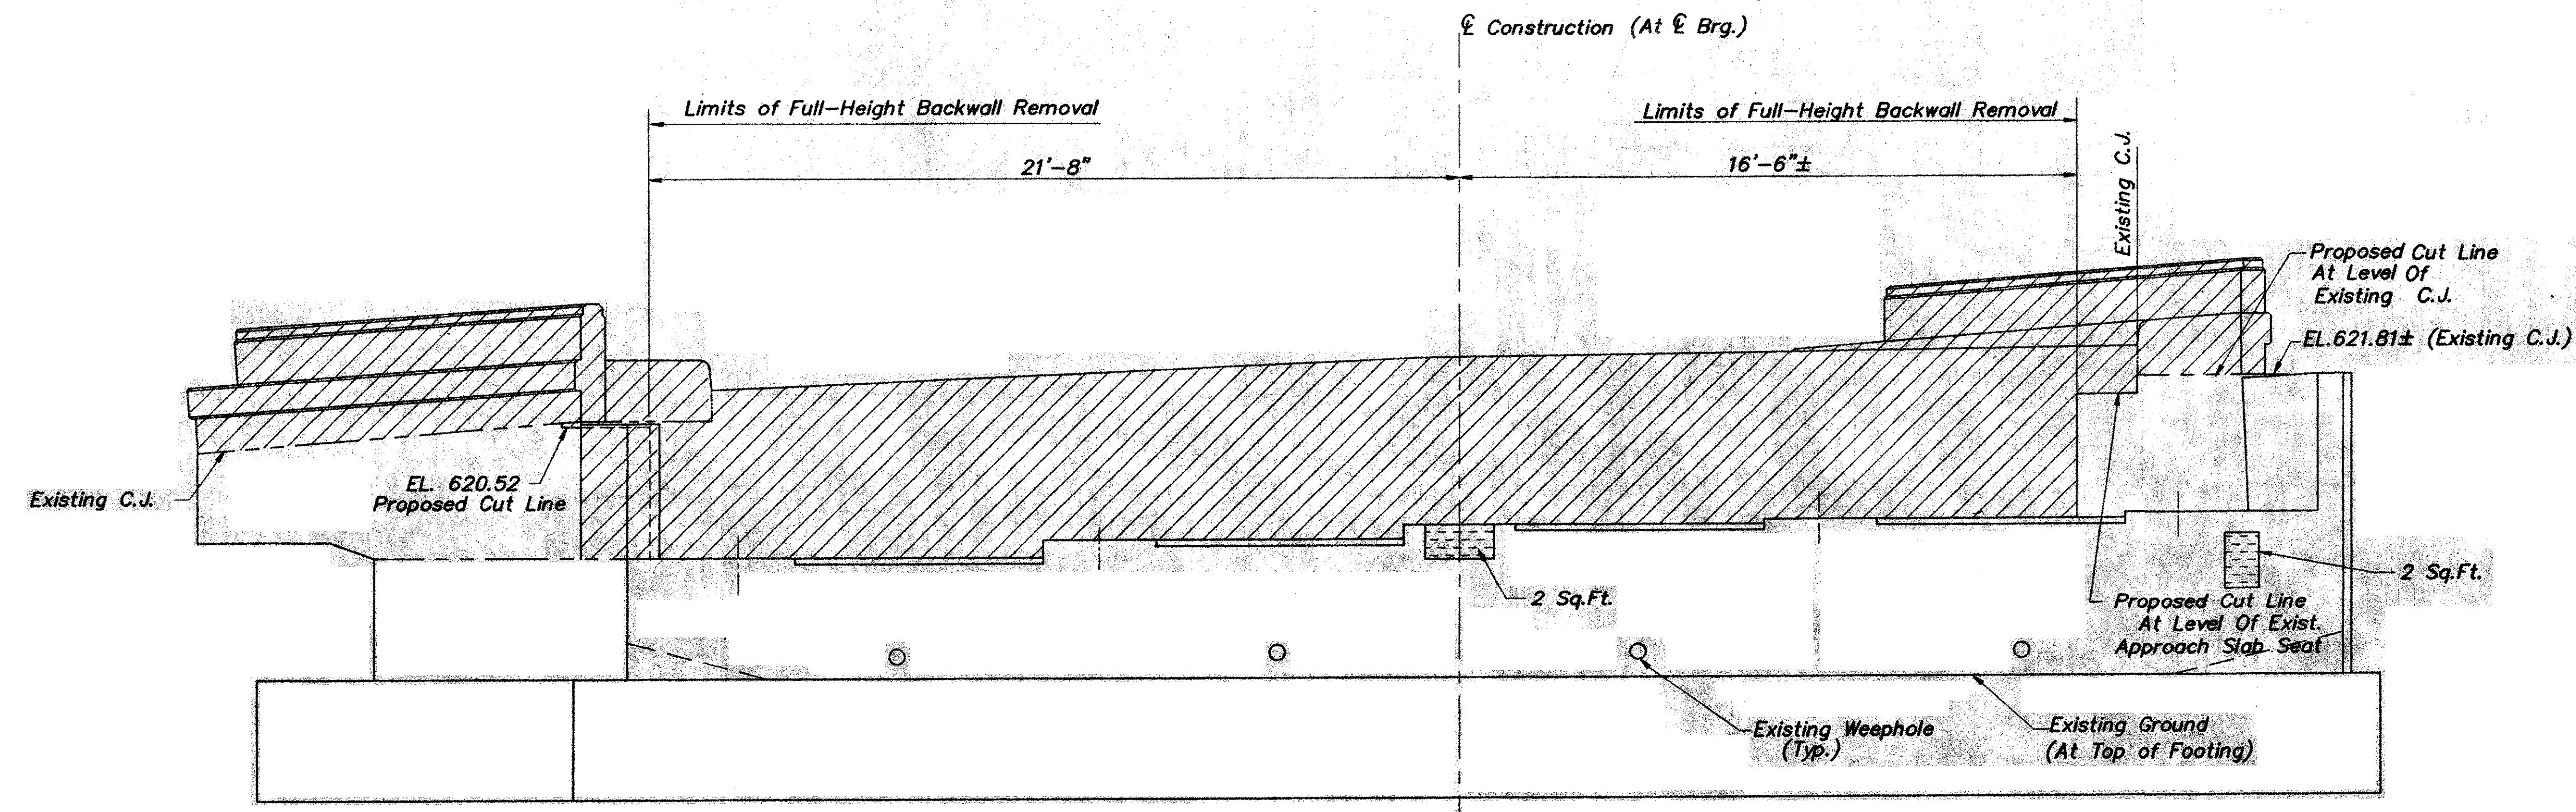 ℄ Construction (At ℄ Brg.)
Limits of Full-Height Backwall Removal
Limits of Full-Height Backwall Removal
21'-8"
16'-6"±
Existing C.J.
Proposed Cut Line
At Level Of
Existing C.J.
EL.621.81± (Existing C.J.)
EL. 620.52
Proposed Cut Line
Existing C.J.
2 Sq.Ft.
2 Sq.Ft.
Proposed Cut Line
At Level Of Exist.
Approach Slab Seat
Existing Weephole
(Typ.)
Existing Ground
(At Top of Footing)